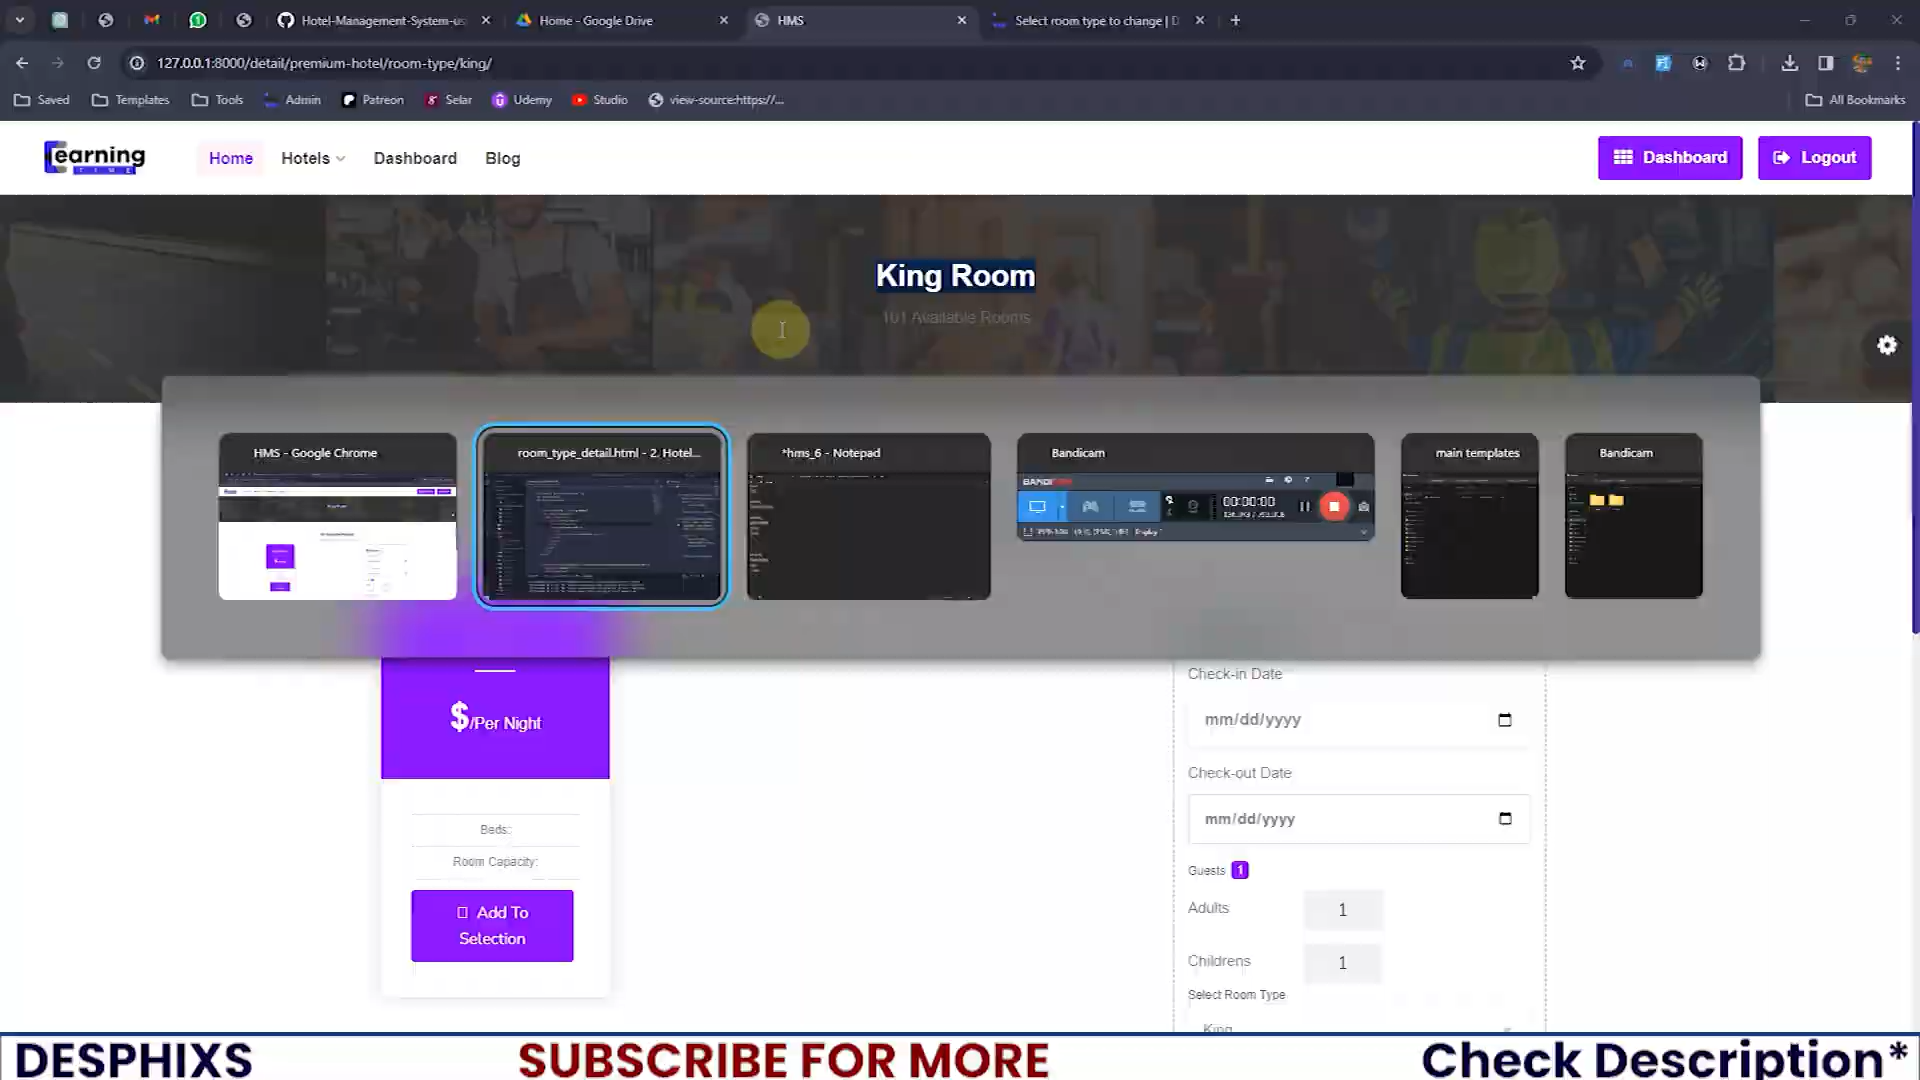 Hotel-Management-System-us
Home - Google Drive
HMS
Select room type to change | D
127.0.0.1:8000/detail/premium-hotel/room-type/king/
Saved
Templates
Tools
Admin
Patreon
Selar
Udemy
Studio
view-source:https://...
All Bookmarks
Learning
TIME
Home
Hotels
Dashboard
Blog
Dashboard
Logout
King Room
101 Available Rooms
HMS - Google Chrome
room_type_detail.html - 2. Hotel...
*hms_6 - Notepad
Bandicam
main templates
Bandicam
00:00:00
$/Per Night
Beds:
Room Capacity:
Add To
Selection
Check-in Date
mm/dd/yyyy
Check-out Date
mm/dd/yyyy
Guests 1
Adults 1
Childrens 1
Select Room Type
King
DESPHIXS
SUBSCRIBE FOR MORE
Check Description*